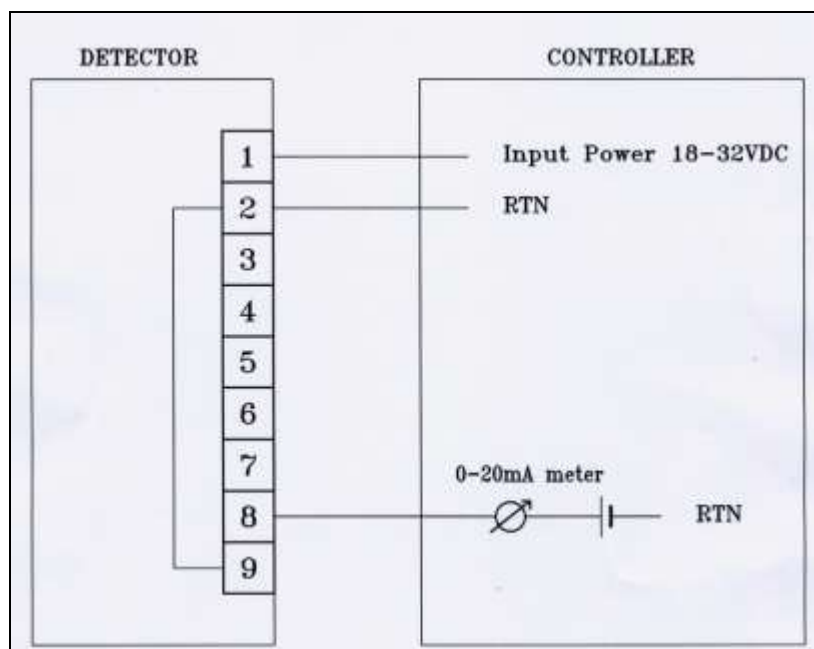 DETECTOR
CONTROLLER
1
Input Power 18-32VDC
2
RTN
3
4
5
6
7
0-20mA meter
8
RTN
9